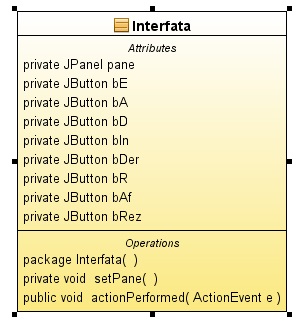 Interfata
Attributes
private JPanel pane
private JButton bE
private JButton bA
private JButton bD
private JButton bIn
private JButton bDer
private JButton bR
private JButton bAf
private JButton bRez
Operations
package Interfata( )
private void setPane( )
public void actionPerformed( ActionEvent e )